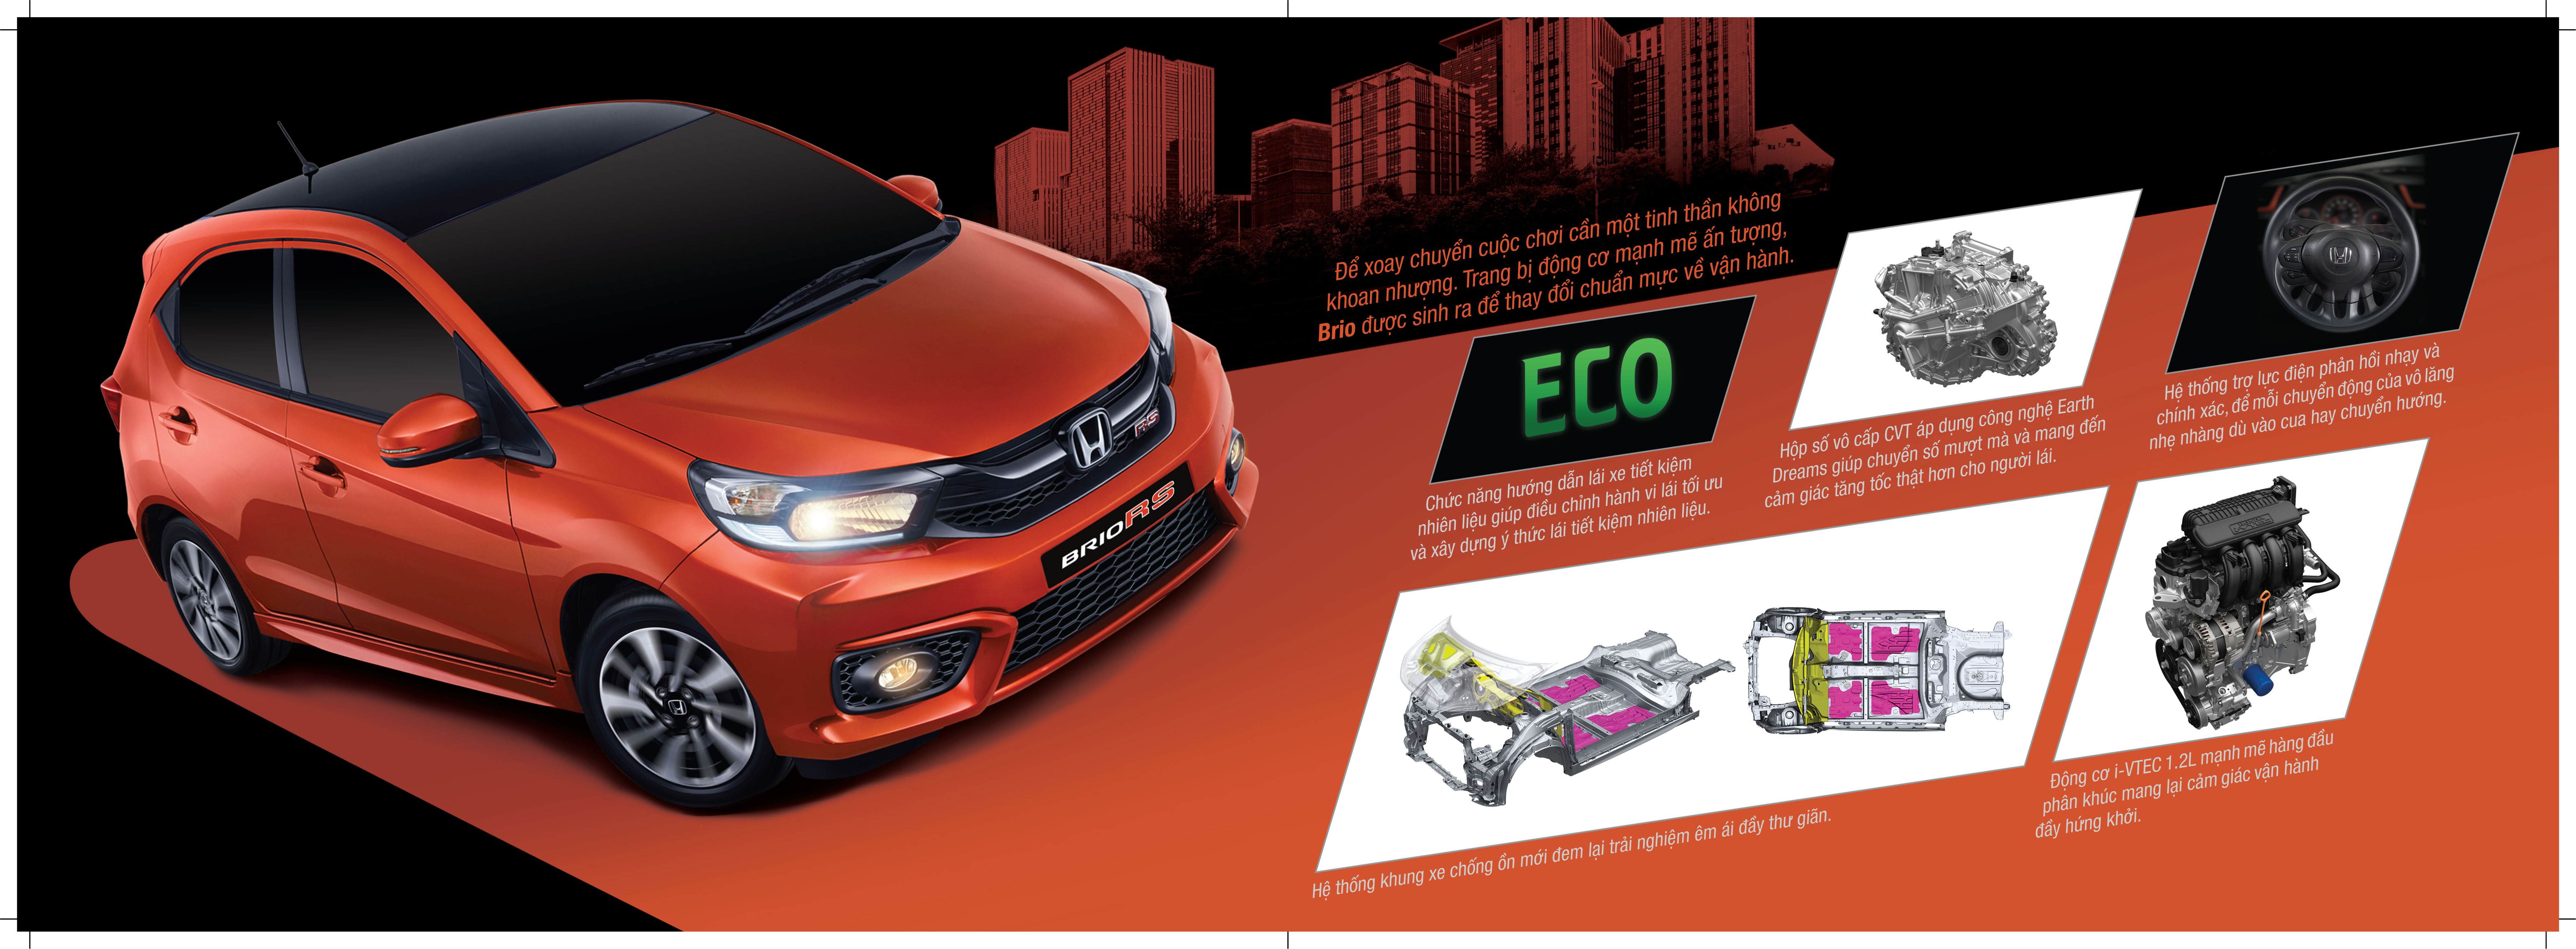 Để xoay chuyển cuộc chơi cần một tinh thần không
khoan nhượng. Trang bị động cơ mạnh mẽ ấn tượng,
Brio được sinh ra để thay đổi chuẩn mực về vận hành.
RS
BRIO RS
ECO
Chức năng hướng dẫn lái xe tiết kiệm
nhiên liệu giúp điều chỉnh hành vi lái tối ưu
và xây dựng ý thức lái tiết kiệm nhiên liệu.
Hộp số vô cấp CVT áp dụng công nghệ Earth
Dreams giúp chuyển số mượt mà và mang đến
cảm giác tăng tốc thật hơn cho người lái.
Hệ thống trợ lực điện phản hồi nhạy và
chính xác, để mỗi chuyển động của vô lăng
nhẹ nhàng dù vào cua hay chuyển hướng.
Hệ thống khung xe chống ồn mới đem lại trải nghiệm êm ái đầy thư giãn.
Động cơ i-VTEC 1.2L mạnh mẽ hàng đầu
phân khúc mang lại cảm giác vận hành
đầy hứng khởi.